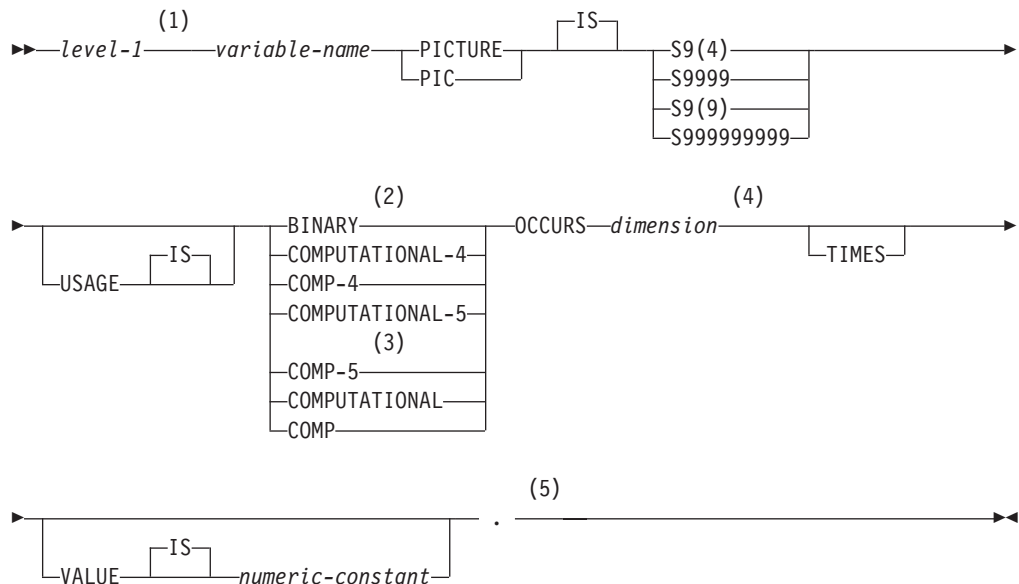 (1) IS
level-1 variable-name PICTURE S9(4)
PIC S9999
S9(9)
S999999999
(2) (4)
BINARY OCCURS dimension
IS COMPUTATIONAL-4 TIMES
USAGE COMP-4
COMPUTATIONAL-5
(3)
COMP-5
COMPUTATIONAL
COMP
(5)
.
IS
VALUE numeric-constant